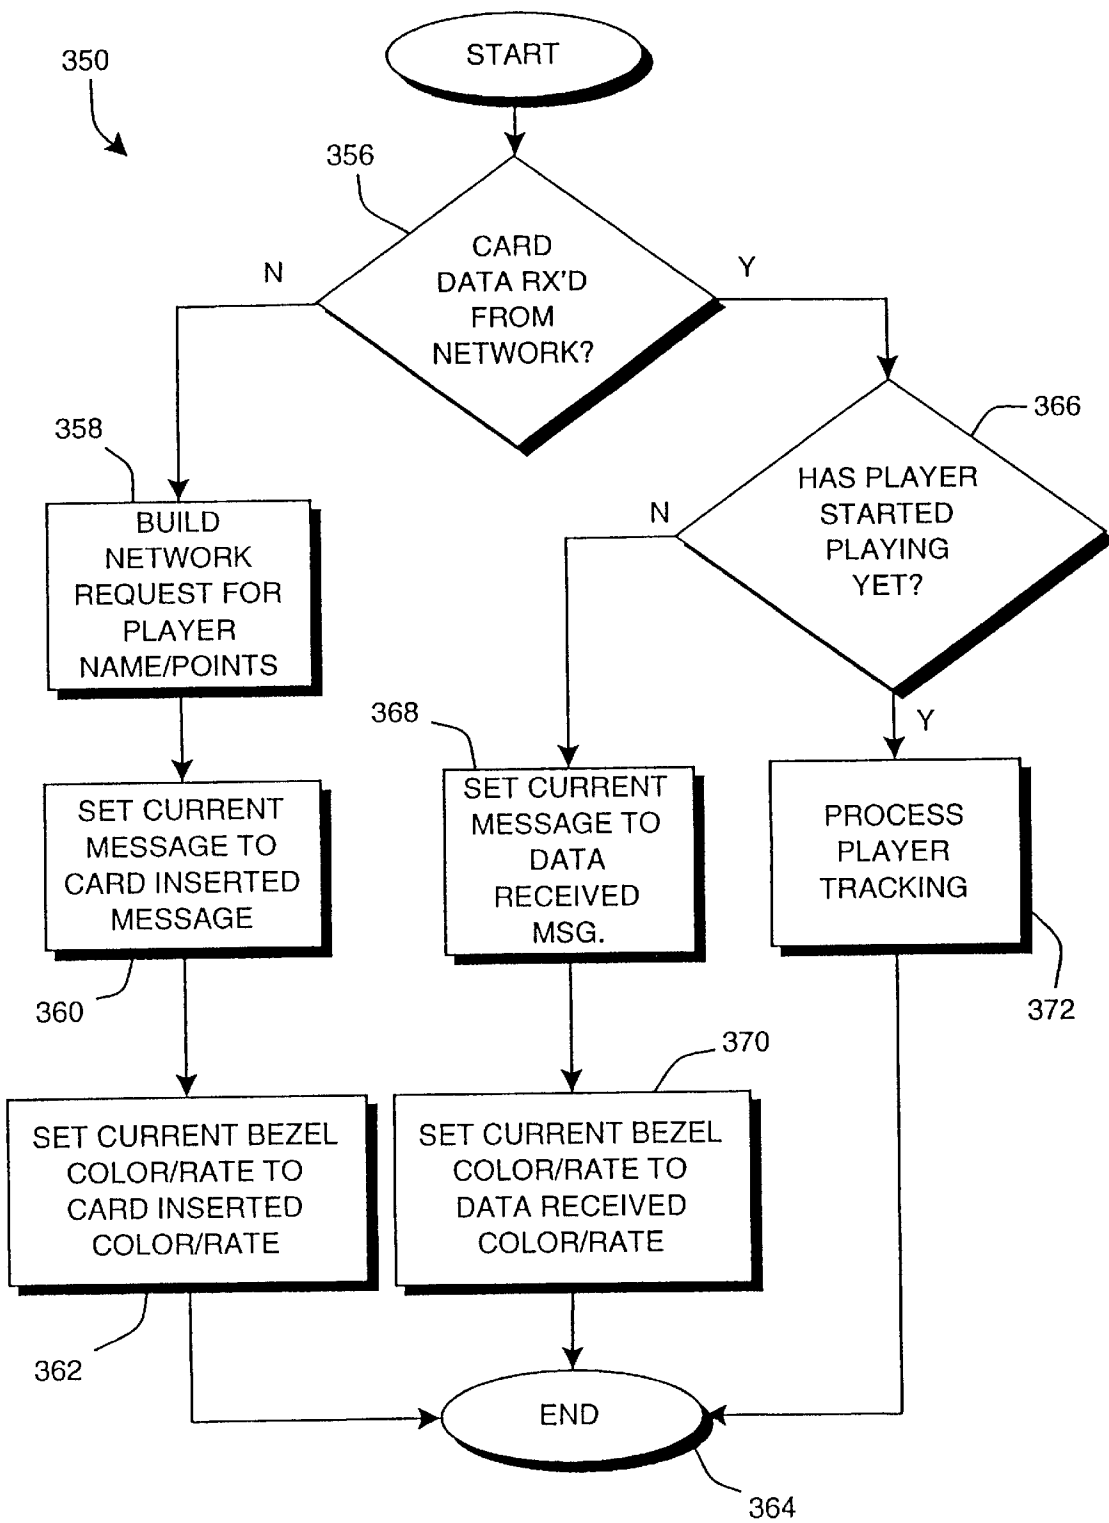 START
350
356
CARD
DATA RX'D
FROM
NETWORK?
N
Y
358
366
BUILD
NETWORK
REQUEST FOR
PLAYER
NAME/POINTS
HAS PLAYER
STARTED
PLAYING
YET?
N
Y
368
SET CURRENT
MESSAGE TO
CARD INSERTED
MESSAGE
360
SET CURRENT
MESSAGE TO
DATA
RECEIVED
MSG.
PROCESS
PLAYER
TRACKING
372
370
SET CURRENT BEZEL
COLOR/RATE TO
CARD INSERTED
COLOR/RATE
362
SET CURRENT BEZEL
COLOR/RATE TO
DATA RECEIVED
COLOR/RATE
END
364